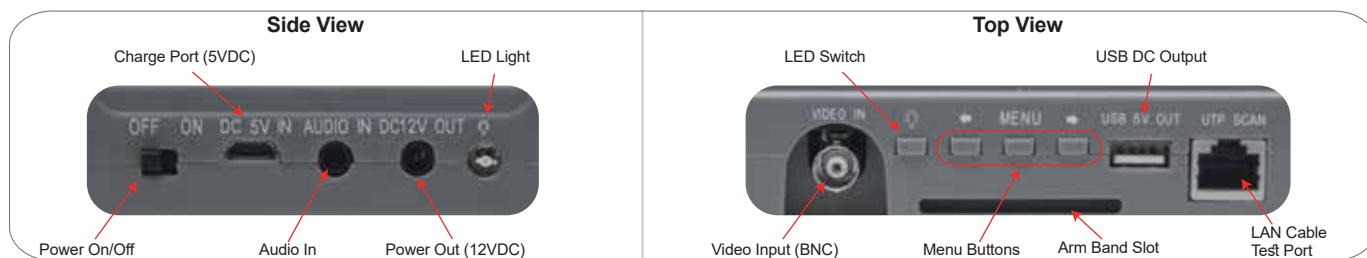 Side View
Top View
Charge Port (5VDC)
LED Light
LED Switch
USB DC Output
OFF ON DC 5V IN AUDIO IN DC12V OUT
VIDEO IN MENU USB 5V OUT UTP SCAN
Power On/Off
Audio In
Power Out (12VDC)
Video Input (BNC)
Menu Buttons
Arm Band Slot
LAN Cable
Test Port